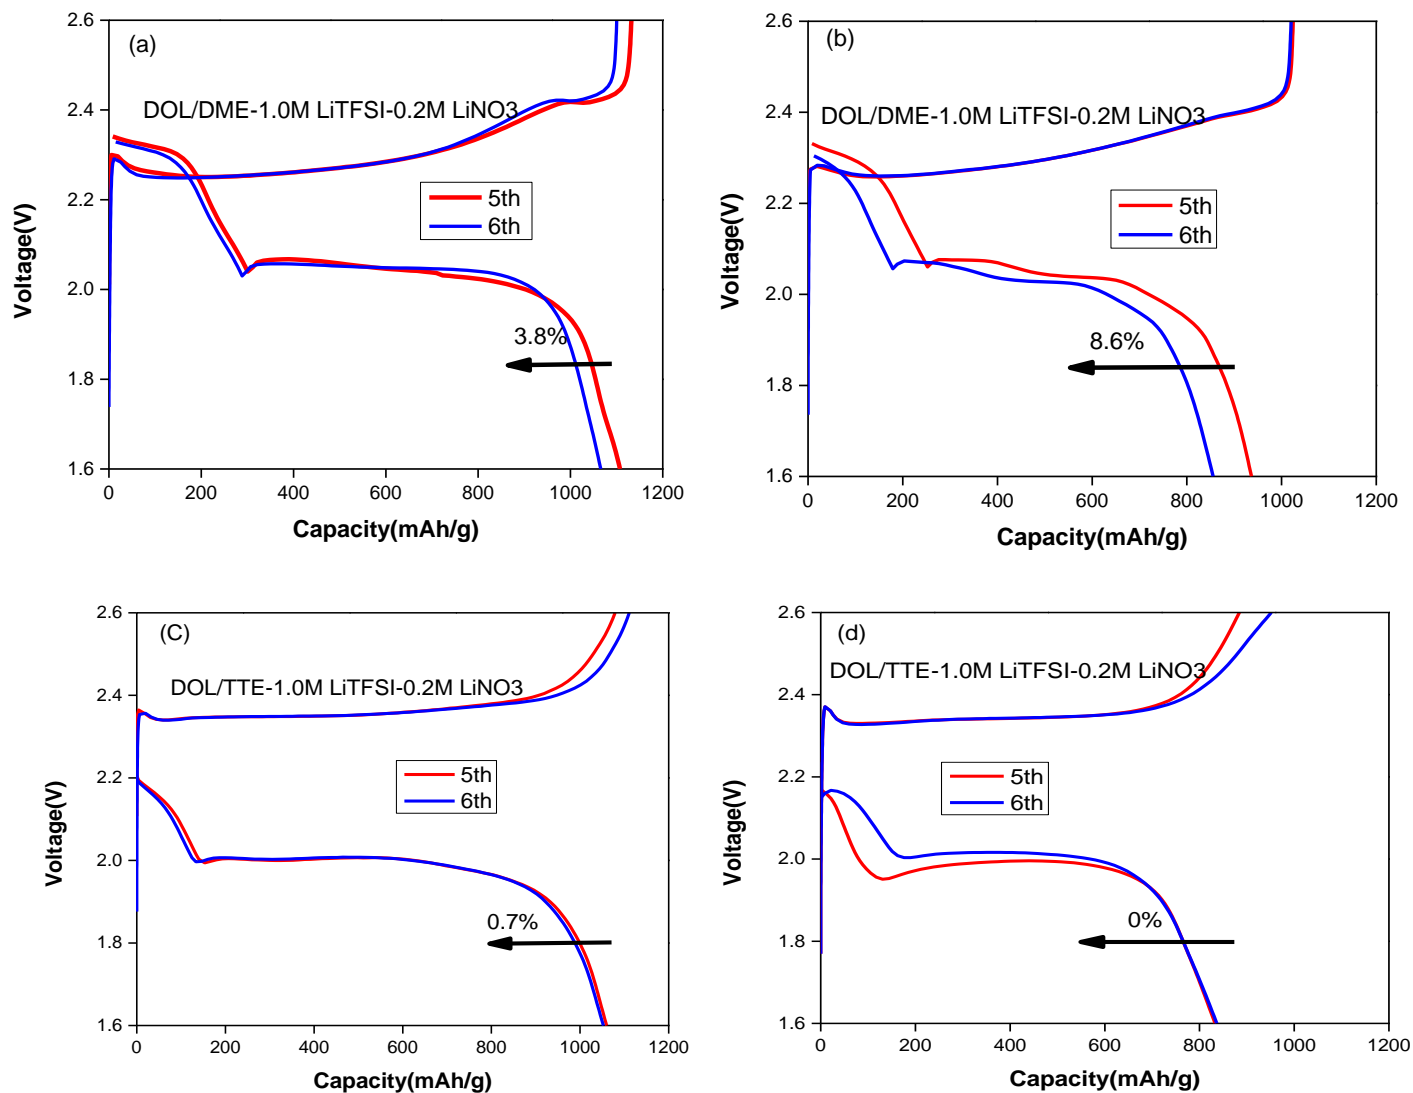 (a)
DOL/DME-1.0M LiTFSI-0.2M LiNO3
5th
6th
3.8%
2.6
2.4
2.2
2.0
1.8
1.6
Voltage(V)
0 200 400 600 800 1000 1200
Capacity(mAh/g)
(b)
DOL/DME-1.0M LiTFSI-0.2M LiNO3
5th
6th
8.6%
2.6
2.4
2.2
2.0
1.8
1.6
Voltage(V)
0 200 400 600 800 1000 1200
Capacity(mAh/g)
(C)
DOL/TTE-1.0M LiTFSI-0.2M LiNO3
5th
6th
0.7%
2.6
2.4
2.2
2.0
1.8
1.6
Voltage(V)
0 200 400 600 800 1000 1200
Capacity(mAh/g)
(d)
DOL/TTE-1.0M LiTFSI-0.2M LiNO3
5th
6th
0%
2.6
2.4
2.2
2.0
1.8
1.6
Voltage(V)
0 200 400 600 800 1000 1200
Capacity(mAh/g)